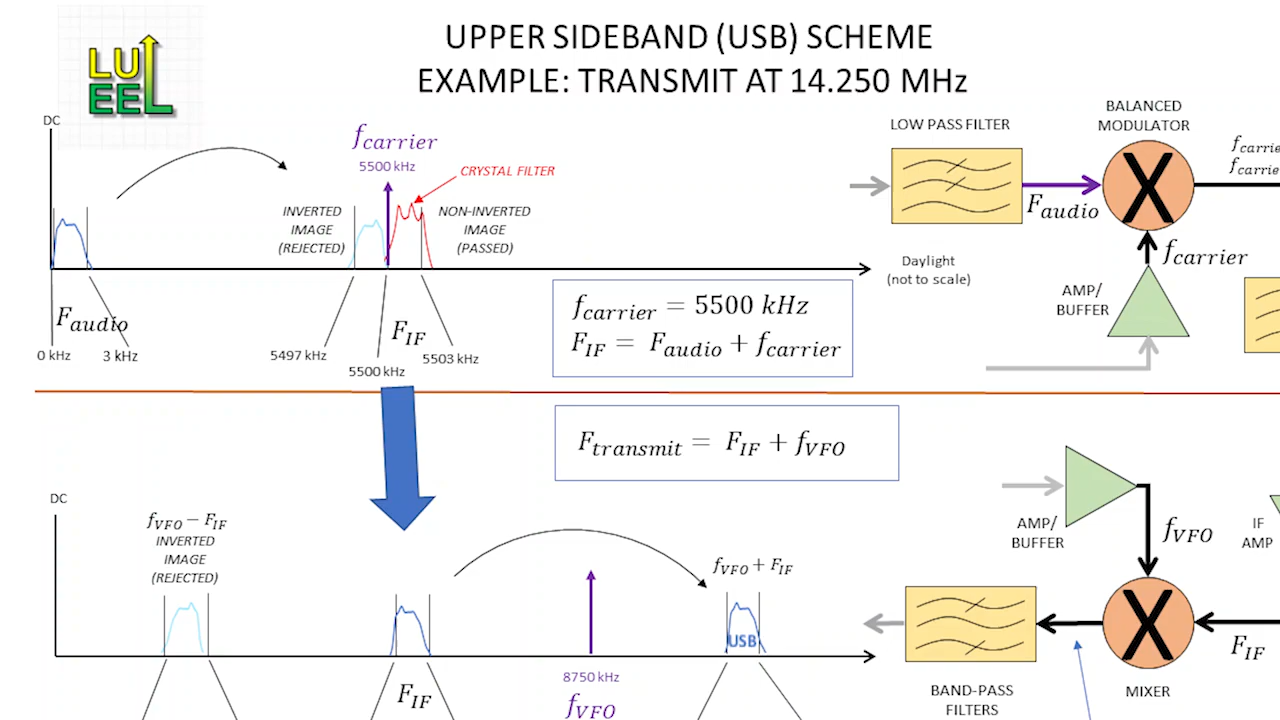 UPPER SIDEBAND (USB) SCHEME
EXAMPLE: TRANSMIT AT 14.250 MHz
LU
EEL
DC
f_carrier
5500 kHz
CRYSTAL FILTER
INVERTED
IMAGE
(REJECTED)
NON-INVERTED
IMAGE
(PASSED)
F_audio
0 kHz
3 kHz
5497 kHz
F_IF
5503 kHz
5500 kHz
f_carrier = 5500 kHz
F_IF = F_audio + f_carrier
LOW PASS FILTER
BALANCED
MODULATOR
X
F_audio
f_carrier
Daylight
(not to scale)
AMP/
BUFFER
F_transmit = F_IF + f_VFO
DC
f_VFO − F_IF
INVERTED
IMAGE
(REJECTED)
F_IF
8750 kHz
f_VFO
f_VFO + F_IF
USB
AMP/
BUFFER
f_VFO
IF
AMP
X
F_IF
MIXER
BAND-PASS
FILTERS